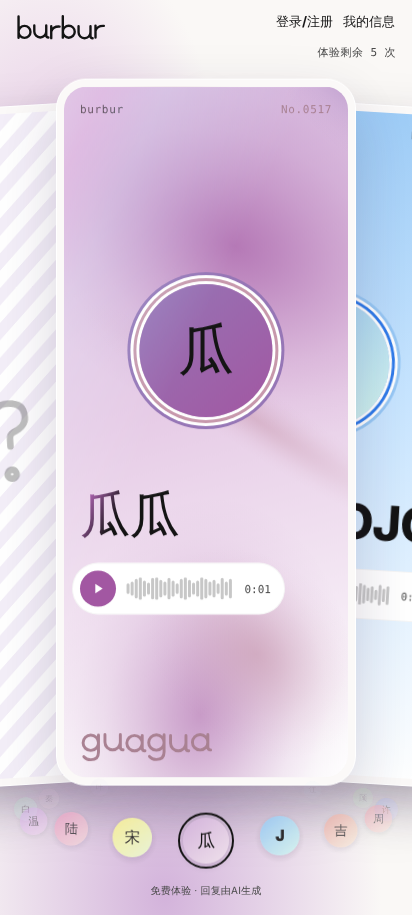 burbur
登录/注册 我的信息
体验剩余 5 次
burbur No.0517
瓜
?
瓜瓜
0:01
guagua
温 陆 宋 瓜 J 吉 周
免费体验 · 回复由AI生成